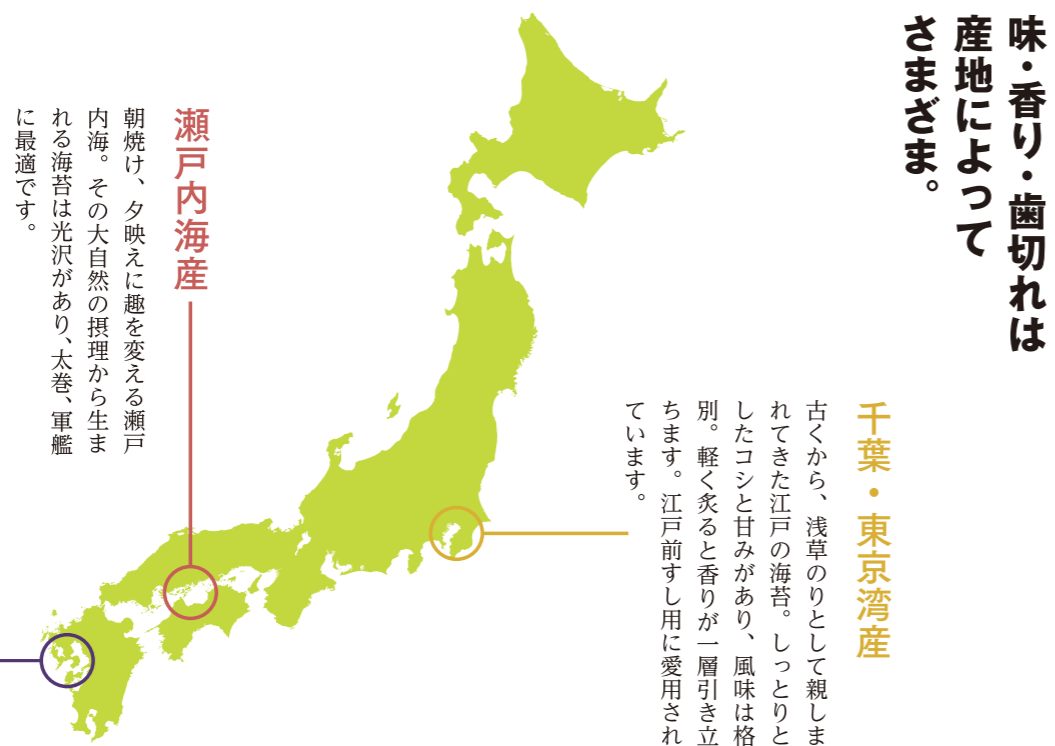 味・香り・歯切れは
産地によって
さまざま。
千葉・東京湾産
古くから、浅草のりとして親しま
れてきた江戸の海苔。しっとりと
したコシと甘みがあり、風味は格
別。軽く炙ると香りが一層引き立
ちます。江戸前すし用に愛用され
ています。
瀬戸内海産
朝焼け、夕映えに趣を変える瀬戸
内海。その大自然の摂理から生ま
れる海苔は光沢があり、太巻、軍艦
に最適です。